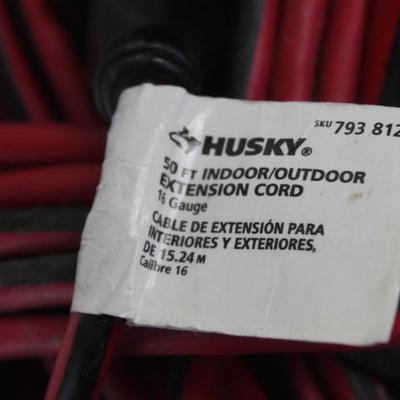 SKU 793 812
HUSKY®
50 FT INDOOR/OUTDOOR
EXTENSION CORD
16 Gauge
CABLE DE EXTENSIÓN PARA
INTERIORES Y EXTERIORES,
DE 15.24 M
Calibre 16